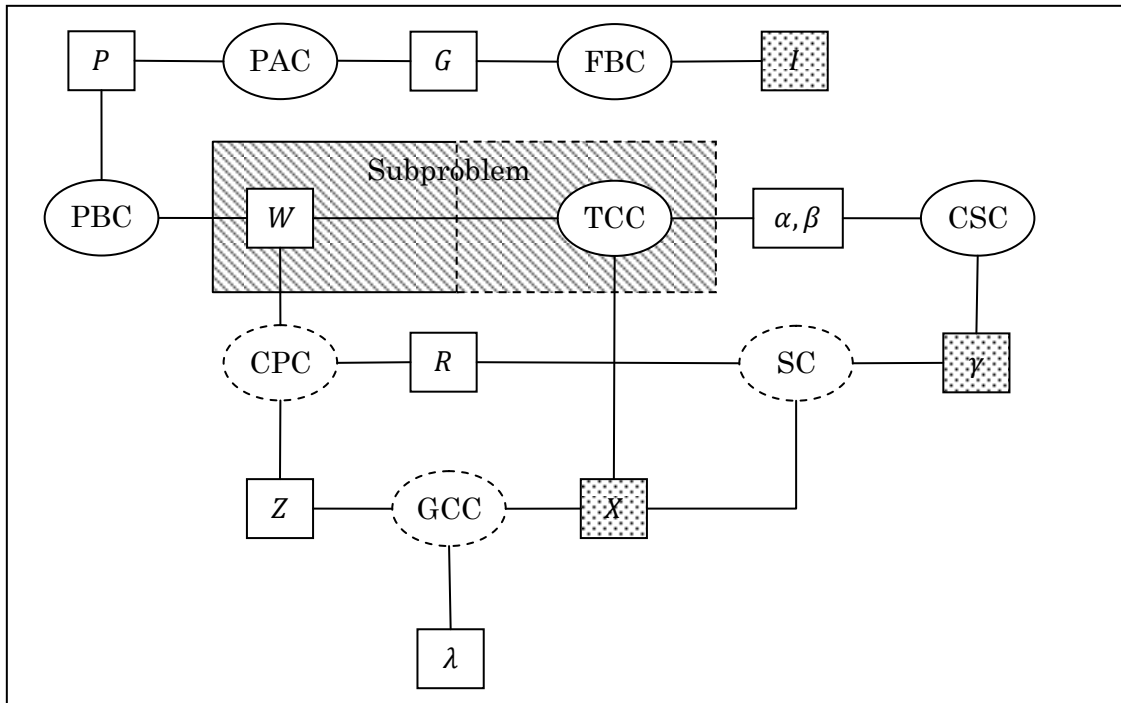 P PAC G FBC I
Subproblem
PBC W TCC α, β CSC
CPC R SC γ
Z GCC X
λ